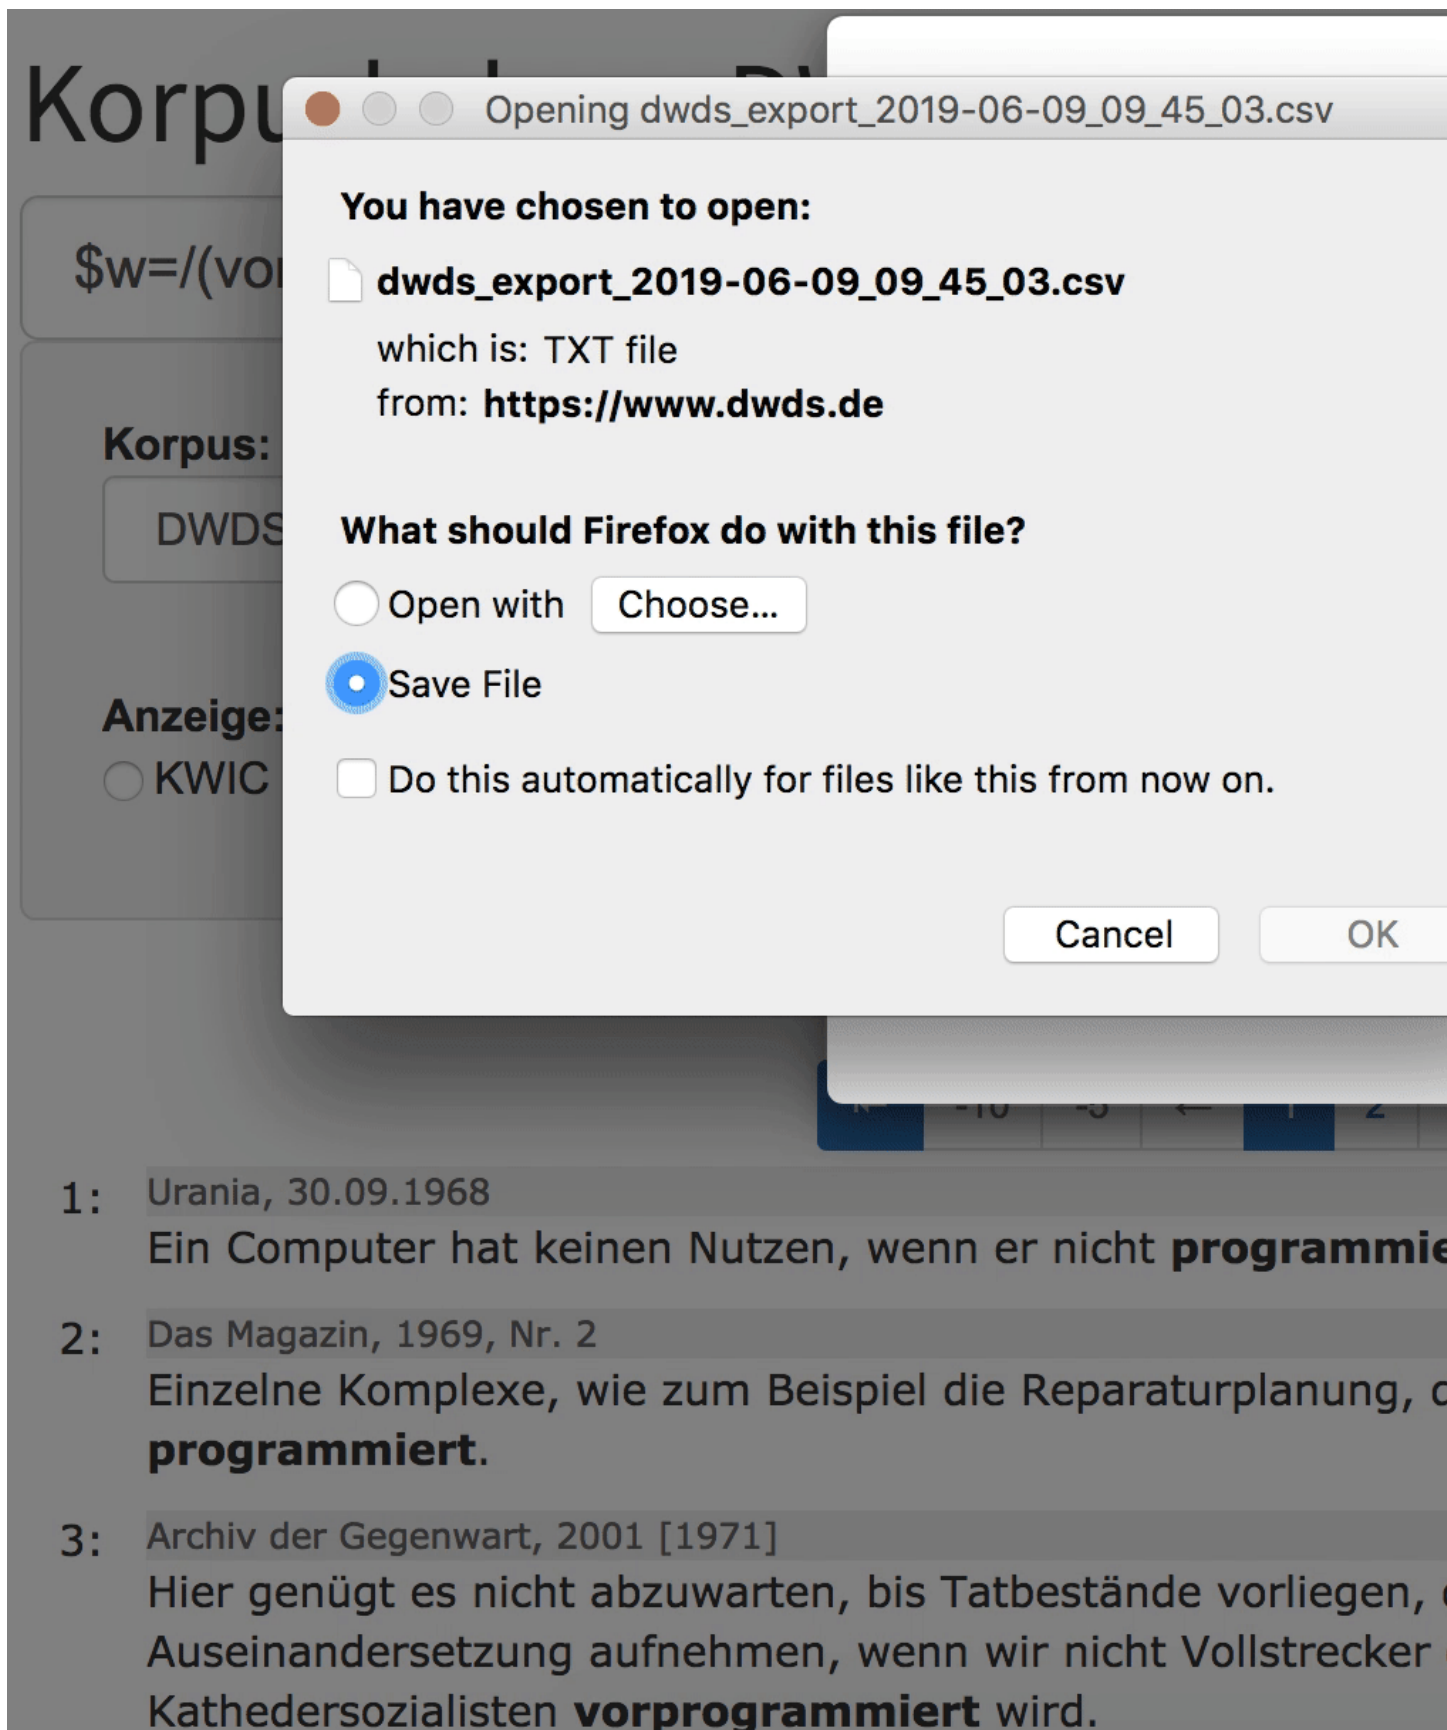 Opening dwds_export_2019-06-09_09_45_03.csv
You have chosen to open:
dwds_export_2019-06-09_09_45_03.csv
which is: TXT file
from: https://www.dwds.de
$w=/(vor
Korpus:
DWDS
What should Firefox do with this file?
Open with Choose...
Save File
Anzeige:
KWIC
Do this automatically for files like this from now on.
Cancel OK
-10 -5 ← 1 2
1: Urania, 30.09.1968
Ein Computer hat keinen Nutzen, wenn er nicht
2: Das Magazin, 1969, Nr. 2
Einzelne Komplexe, wie zum Beispiel die Reparaturplanung,
programmiert.
3: Archiv der Gegenwart, 2001 [1971]
Hier genügt es nicht abzuwarten, bis Tatbestände vorliegen,
Auseinandersetzung aufnehmen, wenn wir nicht Vollstrecker
Kathedersozialisten vorprogrammiert wird.